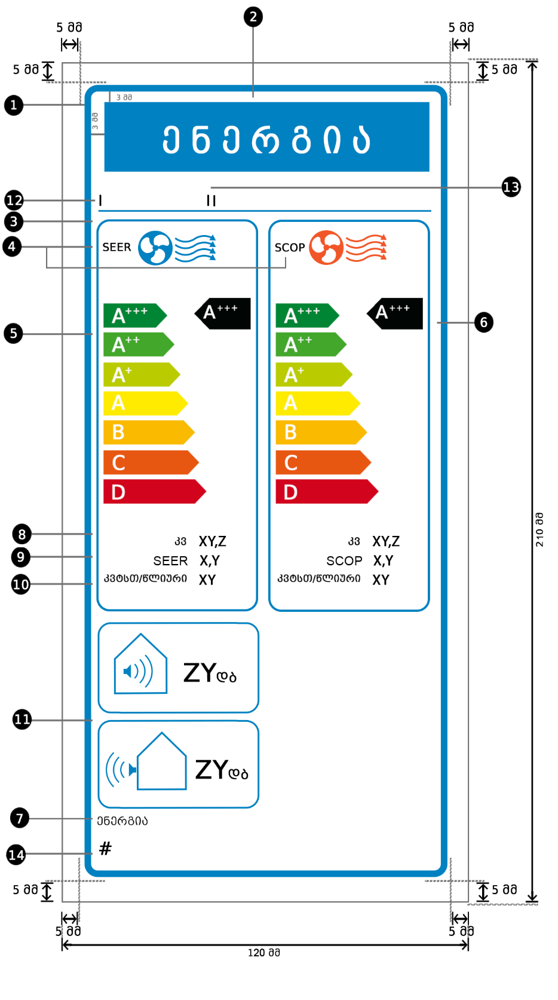 2
5 მმ
5 მმ
5 მმ
5 მმ
1
3 მმ
3 მმ
ენერგია
13
12
I
II
3
4
SEER
SCOP
A+++
A+++
A+++
A+++
6
5
A++
A++
A+
A+
A
A
B
B
C
C
D
D
210 მმ
8
კვ XY,Z
კვ XY,Z
9
SEER X,Y
SCOP X,Y
10
კვტსთ/წლიური XY
კვტსთ/წლიური XY
ZYდბ
11
ZYდბ
7
ენერგია
14
#
5 მმ
5 მმ
5 მმ
5 მმ
120 მმ